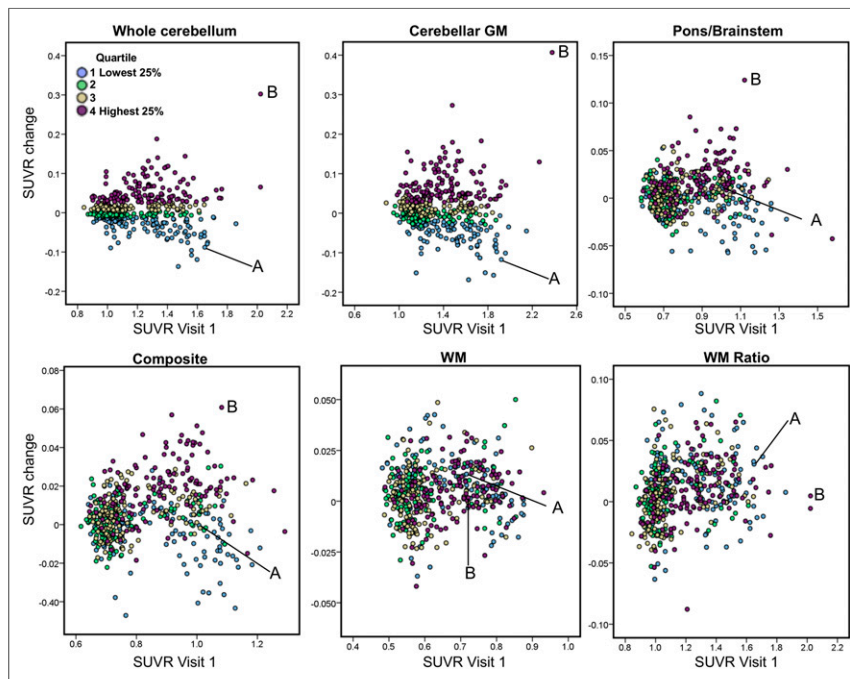 Whole cerebellum
Cerebellar GM
Pons/Brainstem
SUVR change
0.4
0.3
0.2
0.1
0
-0.1
-0.2
Quartile
1 Lowest 25%
2
3
4 Highest 25%
B
A
0.8
1.0
1.2
1.4
1.6
1.8
2.0
2.2
SUVR Visit 1
0.4
0.3
0.2
0.1
0
-0.1
-0.2
B
A
1.0
1.4
1.8
2.2
2.6
SUVR Visit 1
0.15
0.10
0.05
0
-0.05
-0.10
B
A
0.5
0.7
0.9
1.1
1.3
1.5
SUVR Visit 1
Composite
WM
WM Ratio
SUVR change
0.08
0.06
0.04
0.02
0
-0.02
-0.40
B
A
0.6
0.8
1.0
1.2
SUVR Visit 1
0.050
0.025
0
-0.025
-0.050
A
B
0.4
0.5
0.6
0.7
0.8
0.9
1.0
SUVR Visit 1
0.10
0.05
0
-0.05
-0.10
A
B
0.8
1.0
1.2
1.4
1.6
1.8
2.0
2.2
SUVR Visit 1